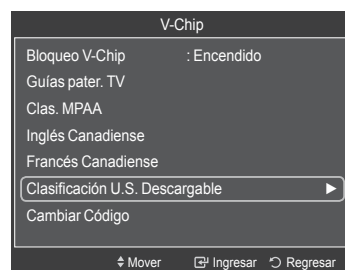 V-Chip
Bloqueo V-Chip : Encendido
Guías pater. TV
Clas. MPAA
Inglés Canadiense
Francés Canadiense
Clasificación U.S. Descargable
Cambiar Código
Mover Ingresar Regresar